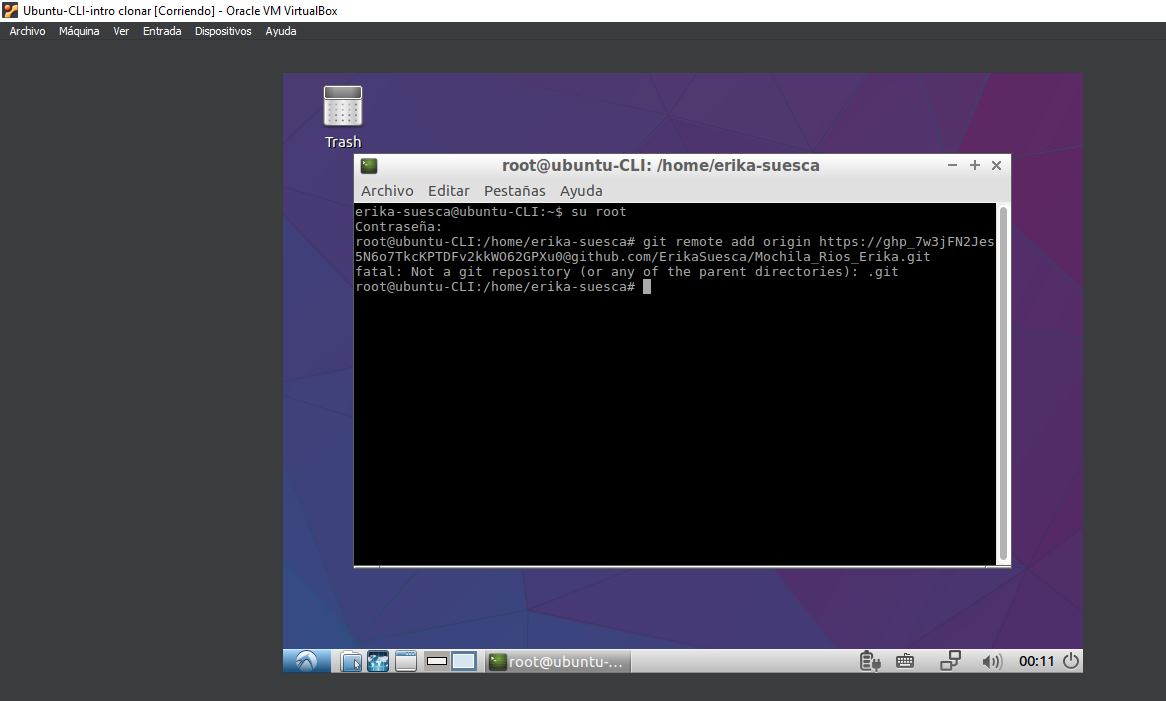 Ubuntu-CLI-intro clonar [Corriendo] - Oracle VM VirtualBox
Archivo Máquina Ver Entrada Dispositivos Ayuda
Trash
root@ubuntu-CLI: /home/erika-suesca
Archivo Editar Pestañas Ayuda
erika-suesca@ubuntu-CLI:~$ su root
Contraseña:
root@ubuntu-CLI:/home/erika-suesca# git remote add origin https://ghp_7w3jFN2Jes
5N6o7TkcKPTDFv2kkWO62GPXu0@github.com/ErikaSuesca/Mochila_Rios_Erika.git
fatal: Not a git repository (or any of the parent directories): .git
root@ubuntu-CLI:/home/erika-suesca#
root@ubuntu-...
00:11